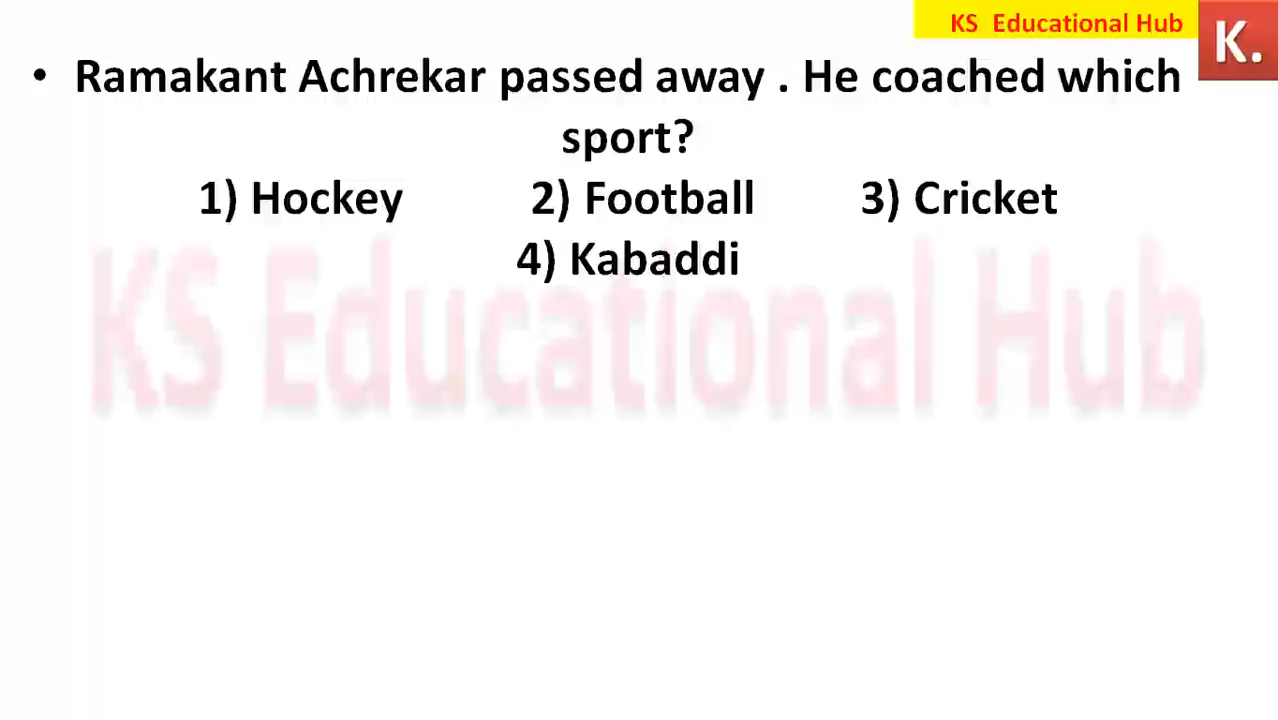 KS  Educational Hub
K.
• Ramakant Achrekar passed away . He coached which
sport?
1) Hockey 2) Football 3) Cricket
4) Kabaddi
KS Educational Hub